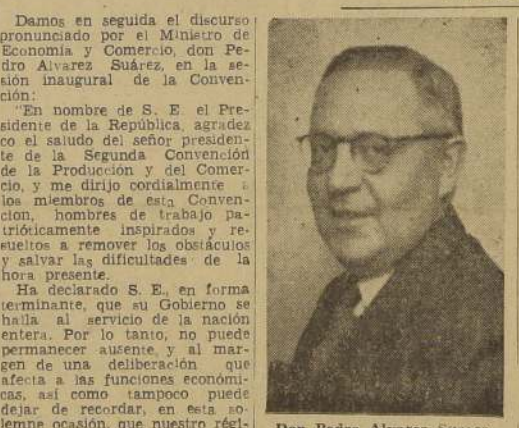 Damos en seguida el discurso
pronunciado por el Ministro de
Economía y Comercio, don Pe-
dro Alvarez Suárez, en la se-
sión inaugural de la Conven-
ción:
"En nombre de S. E. el Pre-
sidente de la República, agradez
co el saludo del señor presiden-
te de la Segunda Convención
de la Producción y del Comer-
cio, y me dirijo cordialmente a
los miembros de esta Conven-
cion, hombres de trabajo pa-
trióticamente inspirados y re-
sueltos a remover los obstáculos
y salvar las dificultades de la
hora presente.
Ha declarado S. E., en forma
terminante, que su Gobierno se
halla al servicio de la nación
entera. Por lo tanto, no puede
permanecer ausente, y al mar-
gen de una deliberación que
afecta a las funciones económi-
cas, así como tampoco puede
dejar de recordar, en esta so-
lemne ocasión, que nuestro régi-
Don Pedro Alvarez Suarez